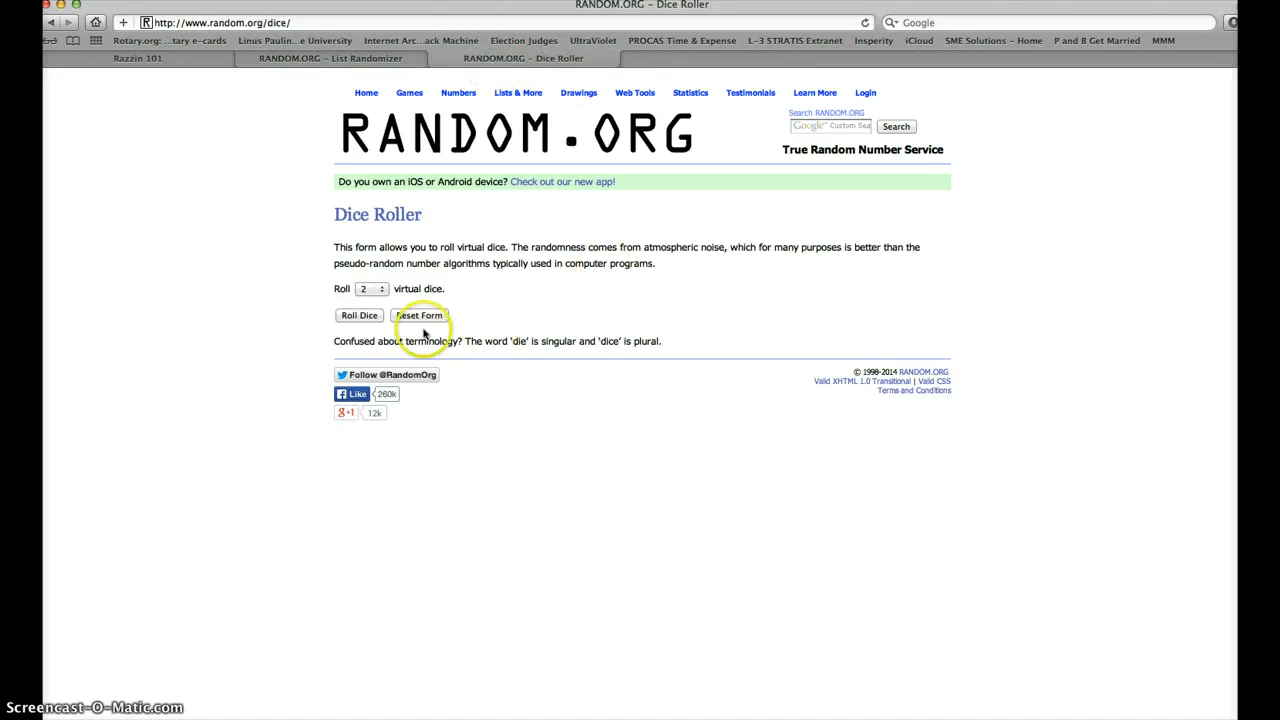 RANDOM.ORG - Dice Roller
http://www.random.org/dice/
Google
Rotary.org: ...tary e-cards Linus Paulin...e University Internet Arc...ack Machine Election Judges UltraViolet PROCAS Time & Expense L-3 STRATIS Extranet Insperity iCloud SME Solutions - Home P and B Get Married MMM
Razzin 101 RANDOM.ORG - List Randomizer RANDOM.ORG - Dice Roller
Home Games Numbers Lists & More Drawings Web Tools Statistics Testimonials Learn More Login
Search RANDOM.ORG
Google™ Custom Sea Search
RANDOM.ORG
True Random Number Service
Do you own an iOS or Android device? Check out our new app!
Dice Roller
This form allows you to roll virtual dice. The randomness comes from atmospheric noise, which for many purposes is better than the
pseudo-random number algorithms typically used in computer programs.
Roll 2 virtual dice.
Roll Dice Reset Form
Confused about terminology? The word ‘die’ is singular and ‘dice’ is plural.
Follow @RandomOrg
Like 260k
g+1 12k
© 1998-2014 RANDOM.ORG
Valid XHTML 1.0 Transitional | Valid CSS
Terms and Conditions
Screencast-O-Matic.com